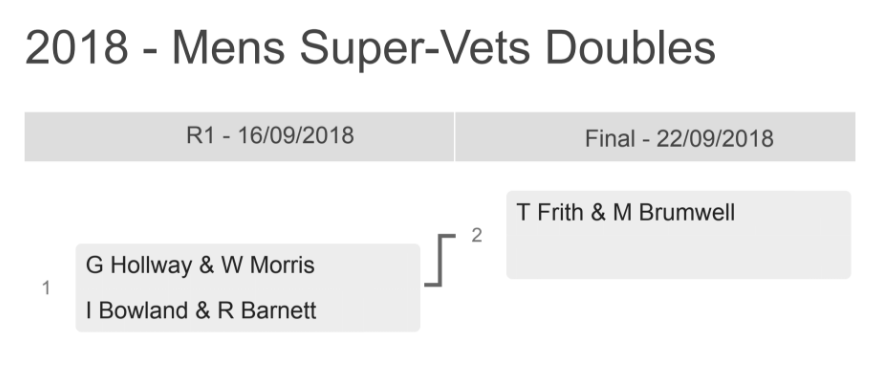 2018 - Mens Super-Vets Doubles
R1 - 16/09/2018
Final - 22/09/2018
1
G Hollway & W Morris
I Bowland & R Barnett
2
T Frith & M Brumwell